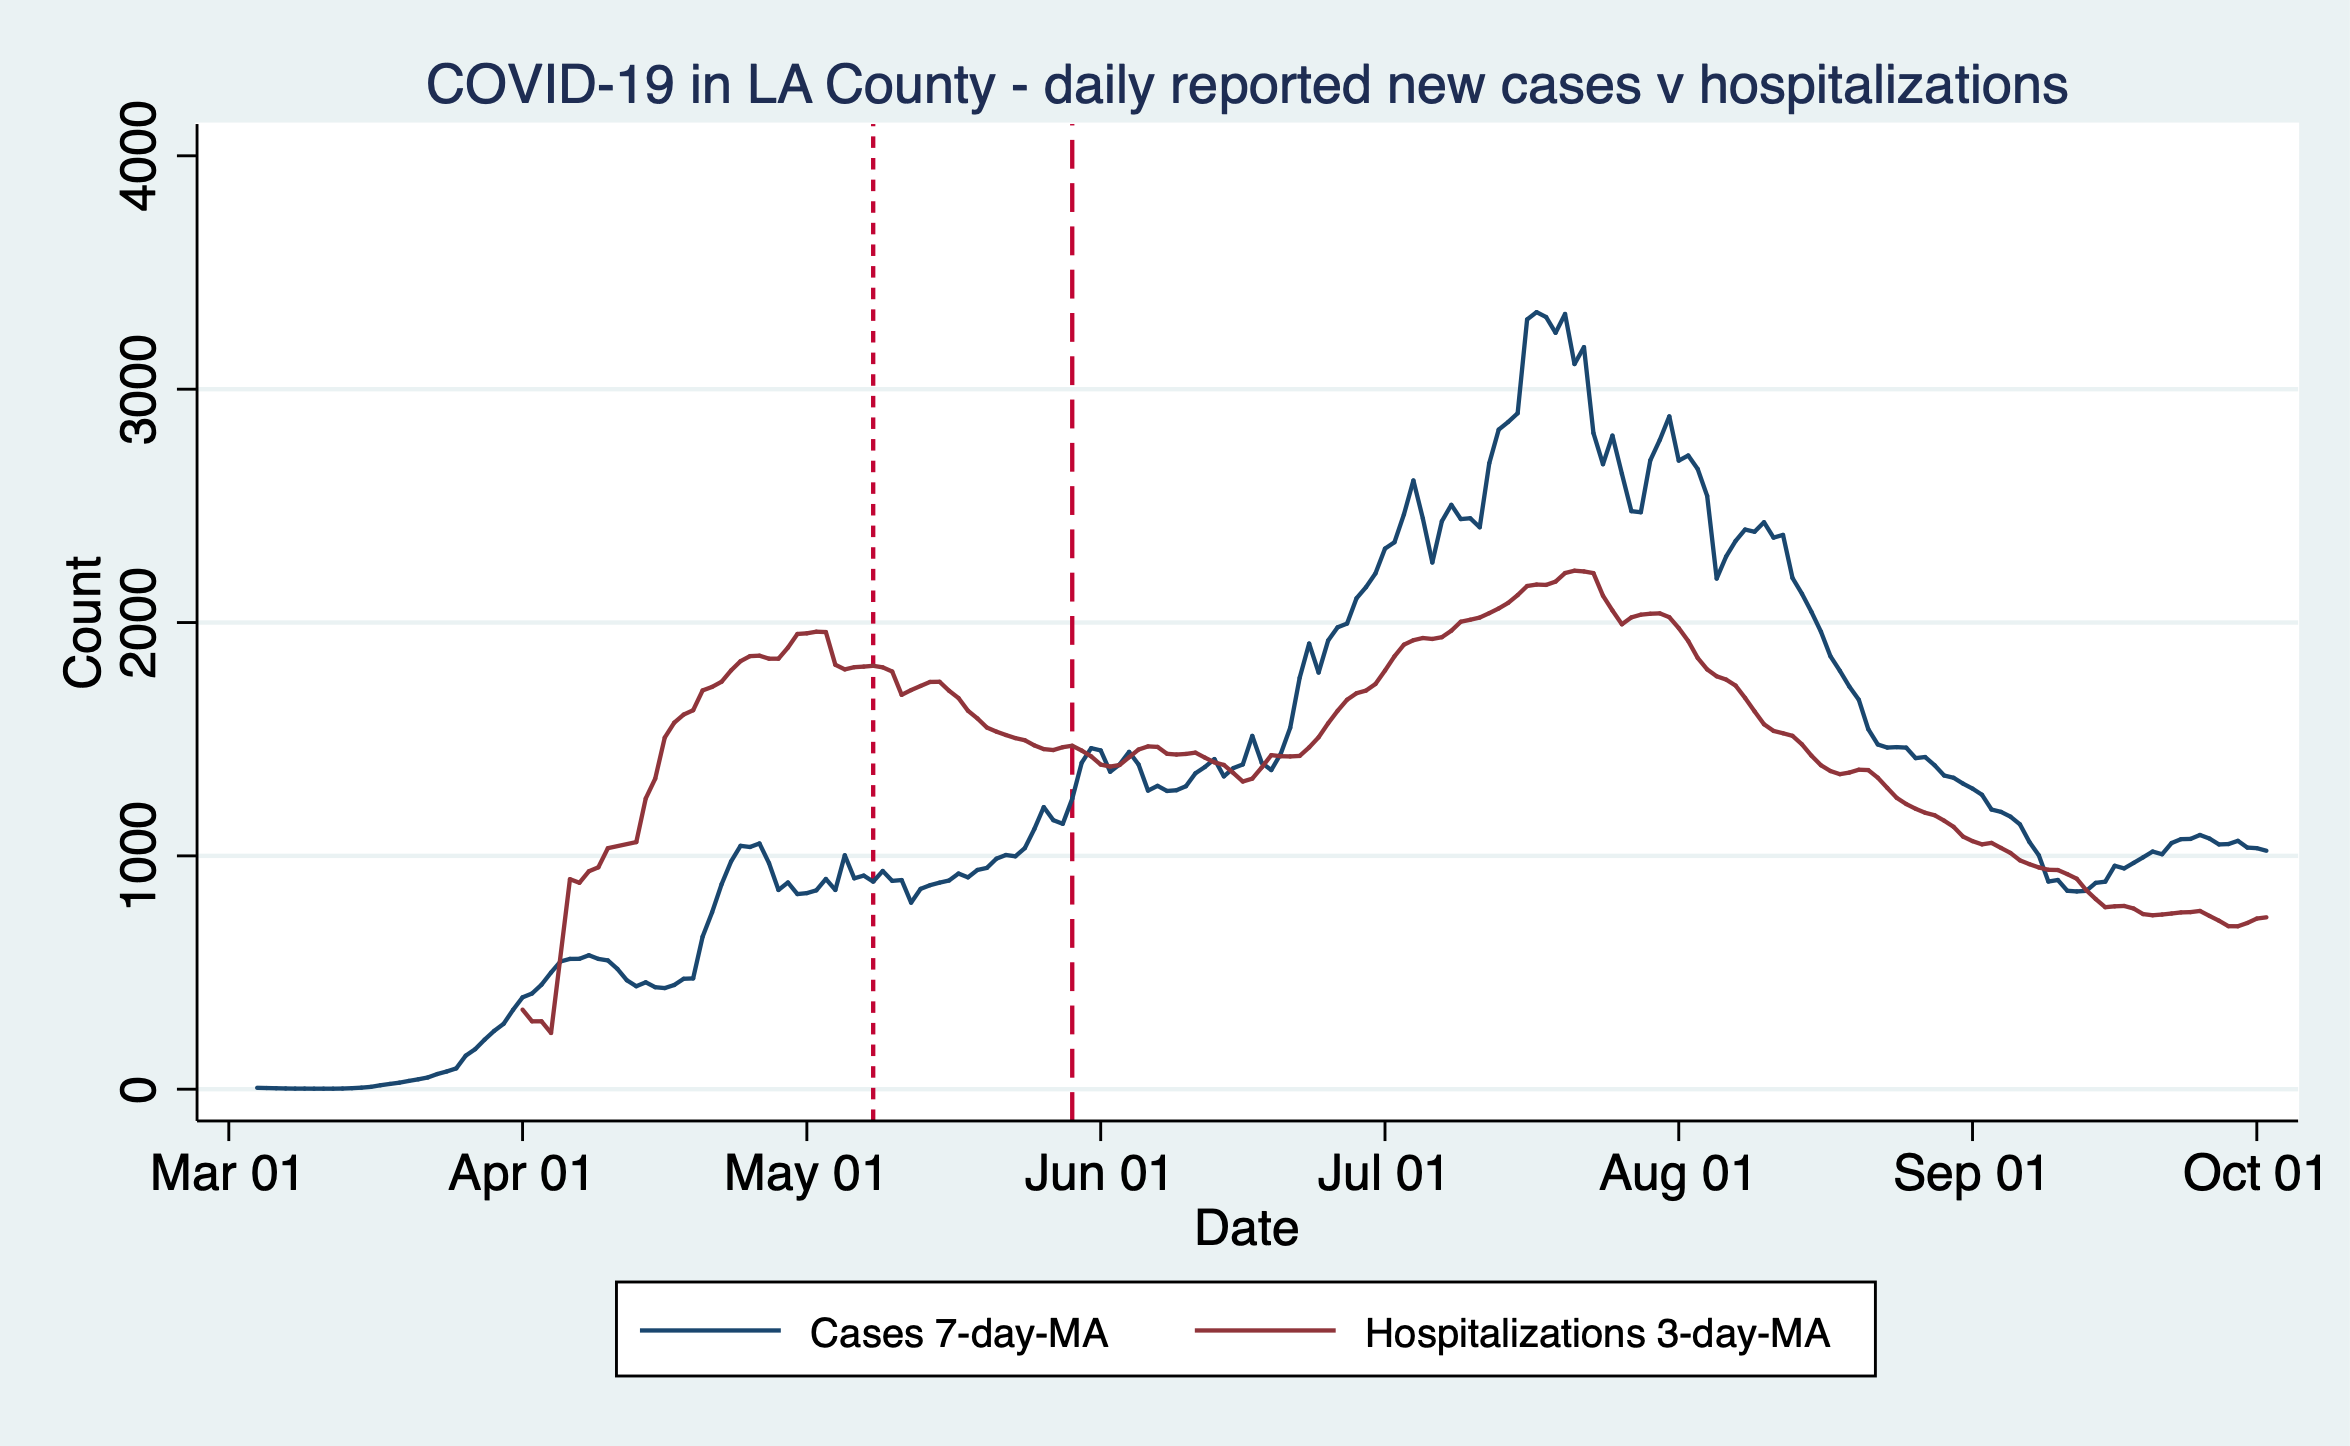 COVID-19 in LA County - daily reported new cases v hospitalizations
4000
3000
2000
1000
0
Count
Mar 01 Apr 01 May 01 Jun 01 Jul 01 Aug 01 Sep 01 Oct 01
Date
Cases 7-day-MA Hospitalizations 3-day-MA